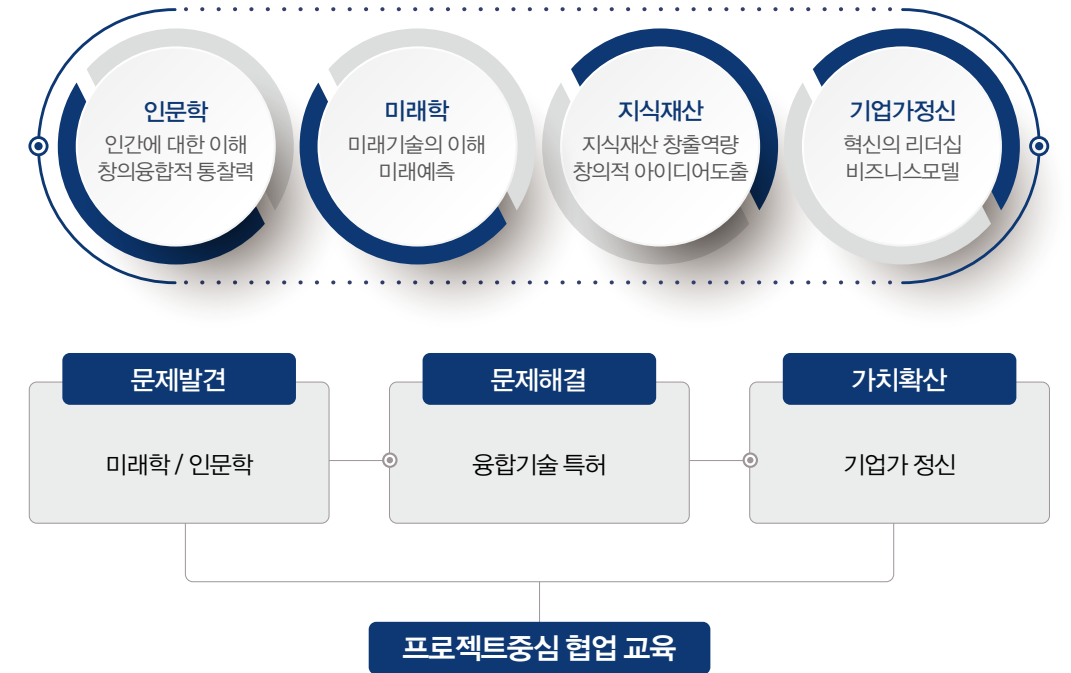 인문학
인간에 대한 이해
창의융합적 통찰력
미래학
미래기술의 이해
미래예측
지식재산
지식재산 창출역량
창의적 아이디어도출
기업가정신
혁신의 리더십
비즈니스모델
문제발견
미래학 / 인문학
문제해결
융합기술 특허
가치확산
기업가 정신
프로젝트중심 협업 교육